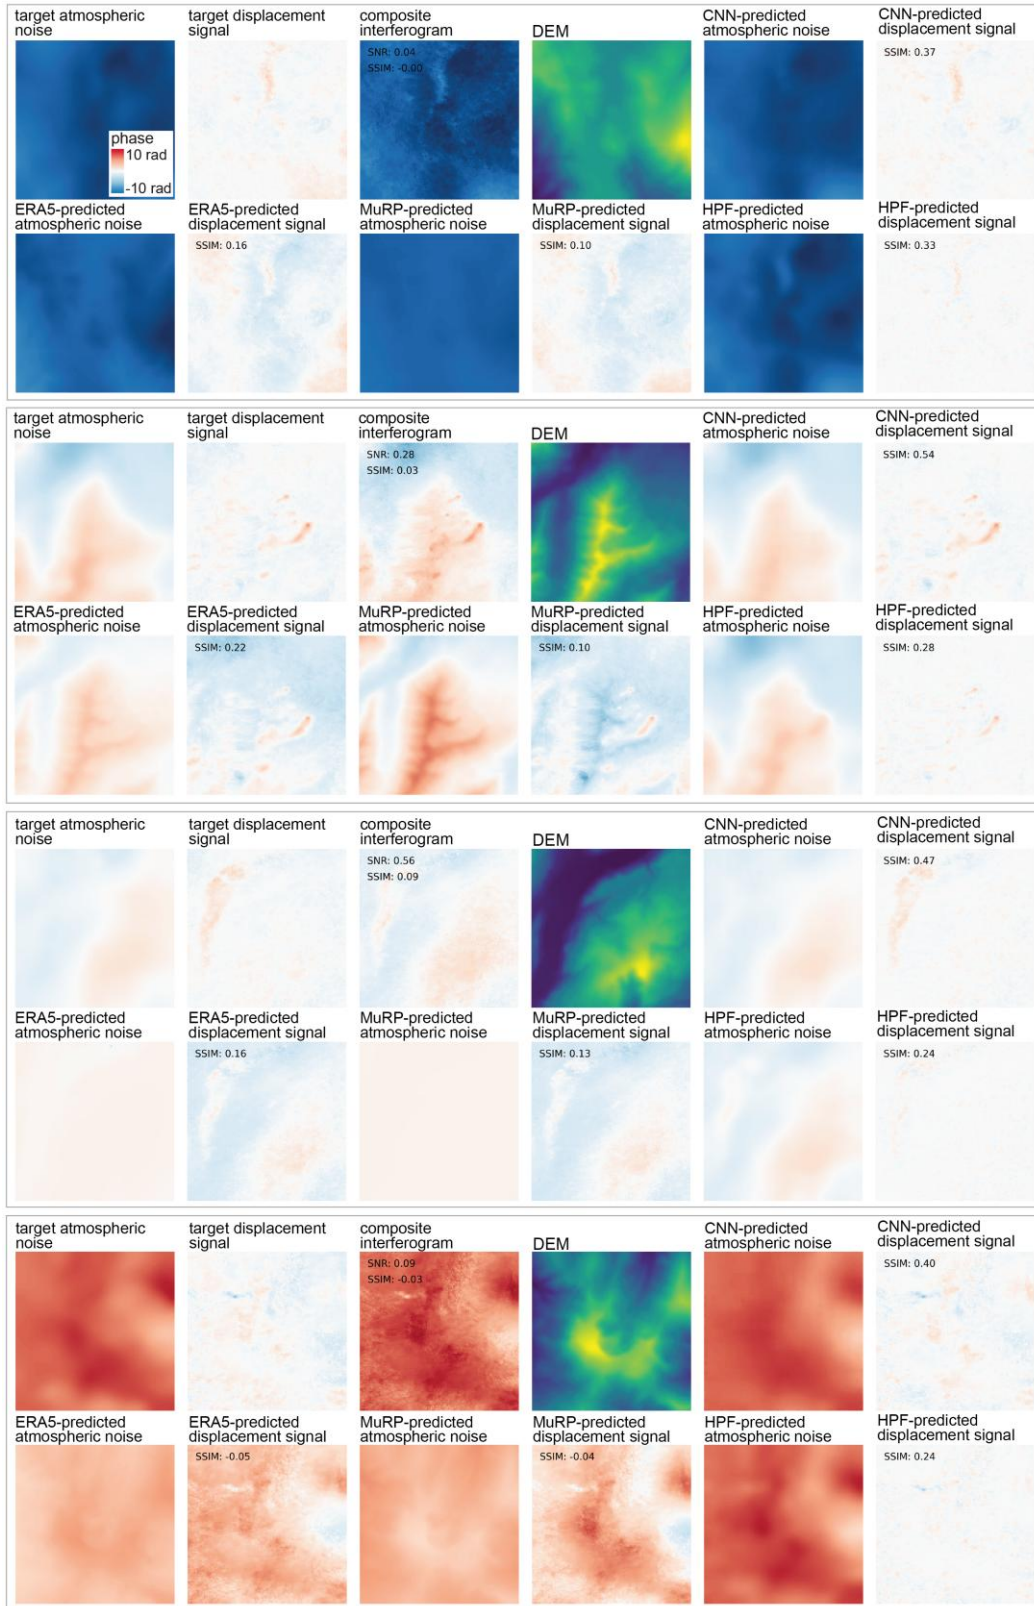 target atmospheric
noise
target displacement
signal
composite
interferogram
DEM
CNN-predicted
atmospheric noise
CNN-predicted
displacement signal
SNR: 0.04
SSIM: -0.00
SSIM: 0.37
phase
10 rad
-10 rad
ERA5-predicted
atmospheric noise
ERA5-predicted
displacement signal
MuRP-predicted
atmospheric noise
MuRP-predicted
displacement signal
HPF-predicted
atmospheric noise
HPF-predicted
displacement signal
SSIM: 0.16
SSIM: 0.10
SSIM: 0.33
target atmospheric
noise
target displacement
signal
composite
interferogram
DEM
CNN-predicted
atmospheric noise
CNN-predicted
displacement signal
SNR: 0.28
SSIM: 0.03
SSIM: 0.54
ERA5-predicted
atmospheric noise
ERA5-predicted
displacement signal
MuRP-predicted
atmospheric noise
MuRP-predicted
displacement signal
HPF-predicted
atmospheric noise
HPF-predicted
displacement signal
SSIM: 0.22
SSIM: 0.10
SSIM: 0.28
target atmospheric
noise
target displacement
signal
composite
interferogram
DEM
CNN-predicted
atmospheric noise
CNN-predicted
displacement signal
SNR: 0.56
SSIM: 0.09
SSIM: 0.47
ERA5-predicted
atmospheric noise
ERA5-predicted
displacement signal
MuRP-predicted
atmospheric noise
MuRP-predicted
displacement signal
HPF-predicted
atmospheric noise
HPF-predicted
displacement signal
SSIM: 0.16
SSIM: 0.13
SSIM: 0.24
target atmospheric
noise
target displacement
signal
composite
interferogram
DEM
CNN-predicted
atmospheric noise
CNN-predicted
displacement signal
SNR: 0.09
SSIM: -0.03
SSIM: 0.40
ERA5-predicted
atmospheric noise
ERA5-predicted
displacement signal
MuRP-predicted
atmospheric noise
MuRP-predicted
displacement signal
HPF-predicted
atmospheric noise
HPF-predicted
displacement signal
SSIM: -0.05
SSIM: -0.04
SSIM: 0.24